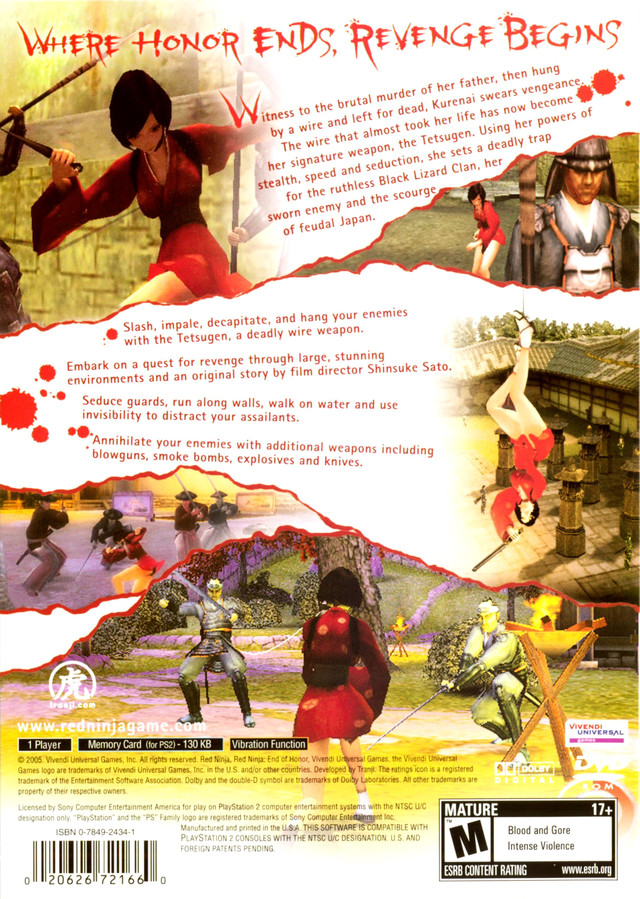 WHERE HONOR ENDS, REVENGE BEGINS
Witness to the brutal murder of her father, then hung
by a wire and left for dead, Kurenai swears vengeance.
The wire that almost took her life has now become
her signature weapon, the Tetsugen. Using her powers of
stealth, speed and seduction, she sets a deadly trap
for the ruthless Black Lizard Clan, her
sworn enemy and the scourge
of feudal Japan.
Slash, impale, decapitate, and hang your enemies
with the Tetsugen, a deadly wire weapon.
Embark on a quest for revenge through large, stunning
environments and an original story by film director Shinsuke Sato.
Seduce guards, run along walls, walk on water and use
invisibility to distract your assailants.
Annihilate your enemies with additional weapons including
blowguns, smoke bombs, explosives and knives.
虎
tranji.com
www.redninjagame.com
VIVENDI
UNIVERSAL
games
1 Player
Memory Card (for PS2) - 130 KB
Vibration Function
DOLBY
DIGITAL
DVD
ROM
© 2005. Vivendi Universal Games, Inc. All rights reserved. Red Ninja, Red Ninja: End of Honor, Vivendi Universal Games, the Vivendi Universal
Games logo are trademarks of Vivendi Universal Games, Inc. in the U.S. and/or other countries. Developed by Tranji. The ratings icon is a registered
trademark of the Entertainment Software Association. Dolby and the double-D symbol are trademarks of Dolby Laboratories. All other trademarks are
property of their respective owners.
Licensed by Sony Computer Entertainment America for play on PlayStation 2 computer entertainment systems with the NTSC U/C
designation only. "PlayStation" and the "PS" Family logo are registered trademarks of Sony Computer Entertainment Inc.
Manufactured and printed in the U.S.A. THIS SOFTWARE IS COMPATIBLE WITH
PLAYSTATION 2 CONSOLES WITH THE NTSC U/C DESIGNATION. U.S. AND
FOREIGN PATENTS PENDING.
ISBN 0-7849-2434-1
0 20626 72166 0
MATURE 17+
M
Blood and Gore
Intense Violence
ESRB CONTENT RATING www.esrb.org